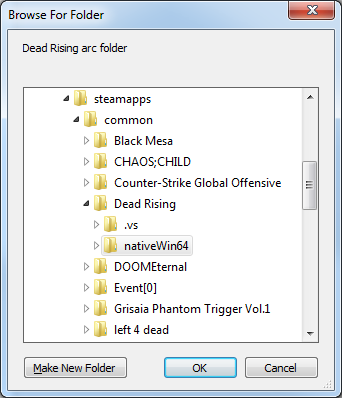 Browse For Folder
Dead Rising arc folder
steamapps
common
Black Mesa
CHAOS;CHILD
Counter-Strike Global Offensive
Dead Rising
.vs
nativeWin64
DOOMEternal
Event[0]
Grisaia Phantom Trigger Vol.1
left 4 dead
Make New Folder
OK
Cancel